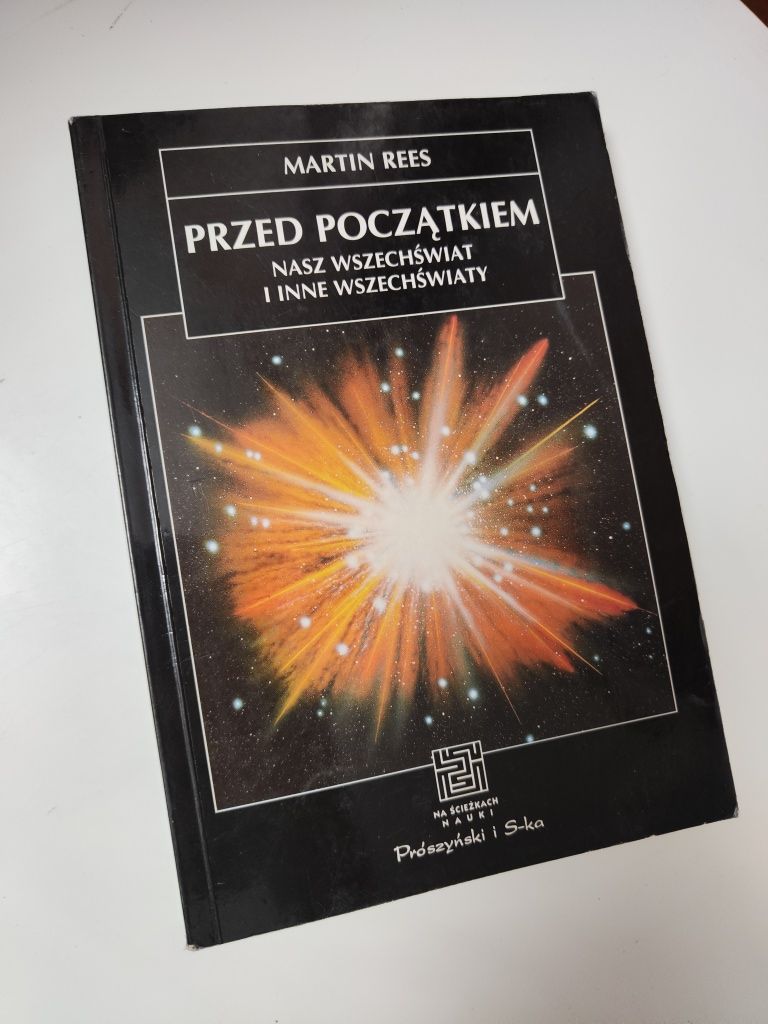 MARTIN REES
PRZED POCZĄTKIEM
NASZ WSZECHŚWIAT
I INNE WSZECHŚWIATY
NA ŚCIEŻKACH
NAUKI
Prószyński i S-ka